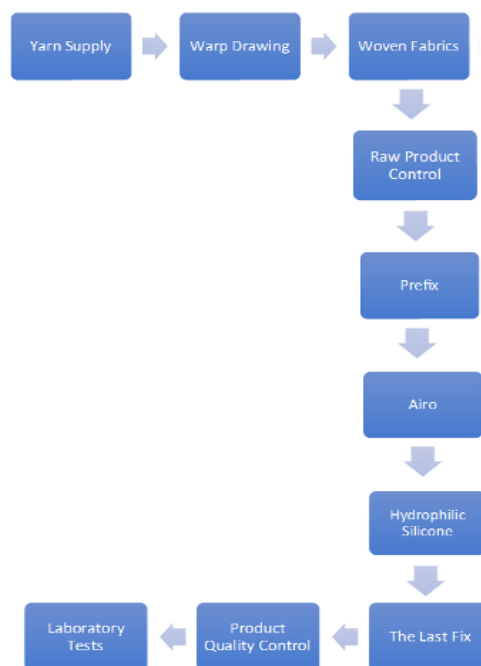 Yarn Supply
Warp Drawing
Woven Fabrics
Raw Product
Control
Prefix
Airo
Hydrophilic
Silicone
The Last Fix
Product
Quality Control
Laboratory
Tests